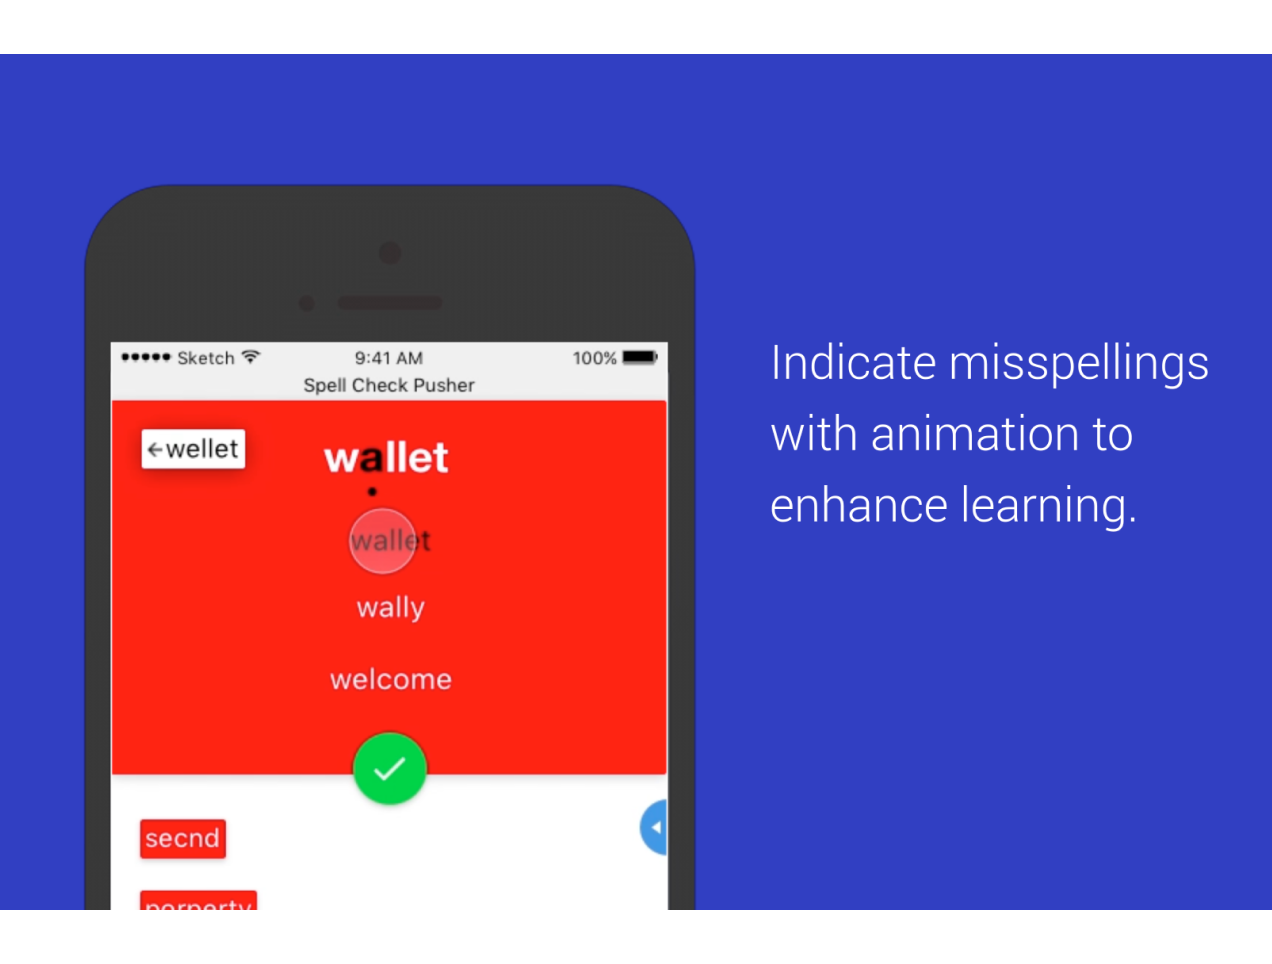 Sketch 9:41 AM 100%
Spell Check Pusher
←wellet
wallet
wallet
wally
welcome
secnd
porperty
Indicate misspellings
with animation to
enhance learning.